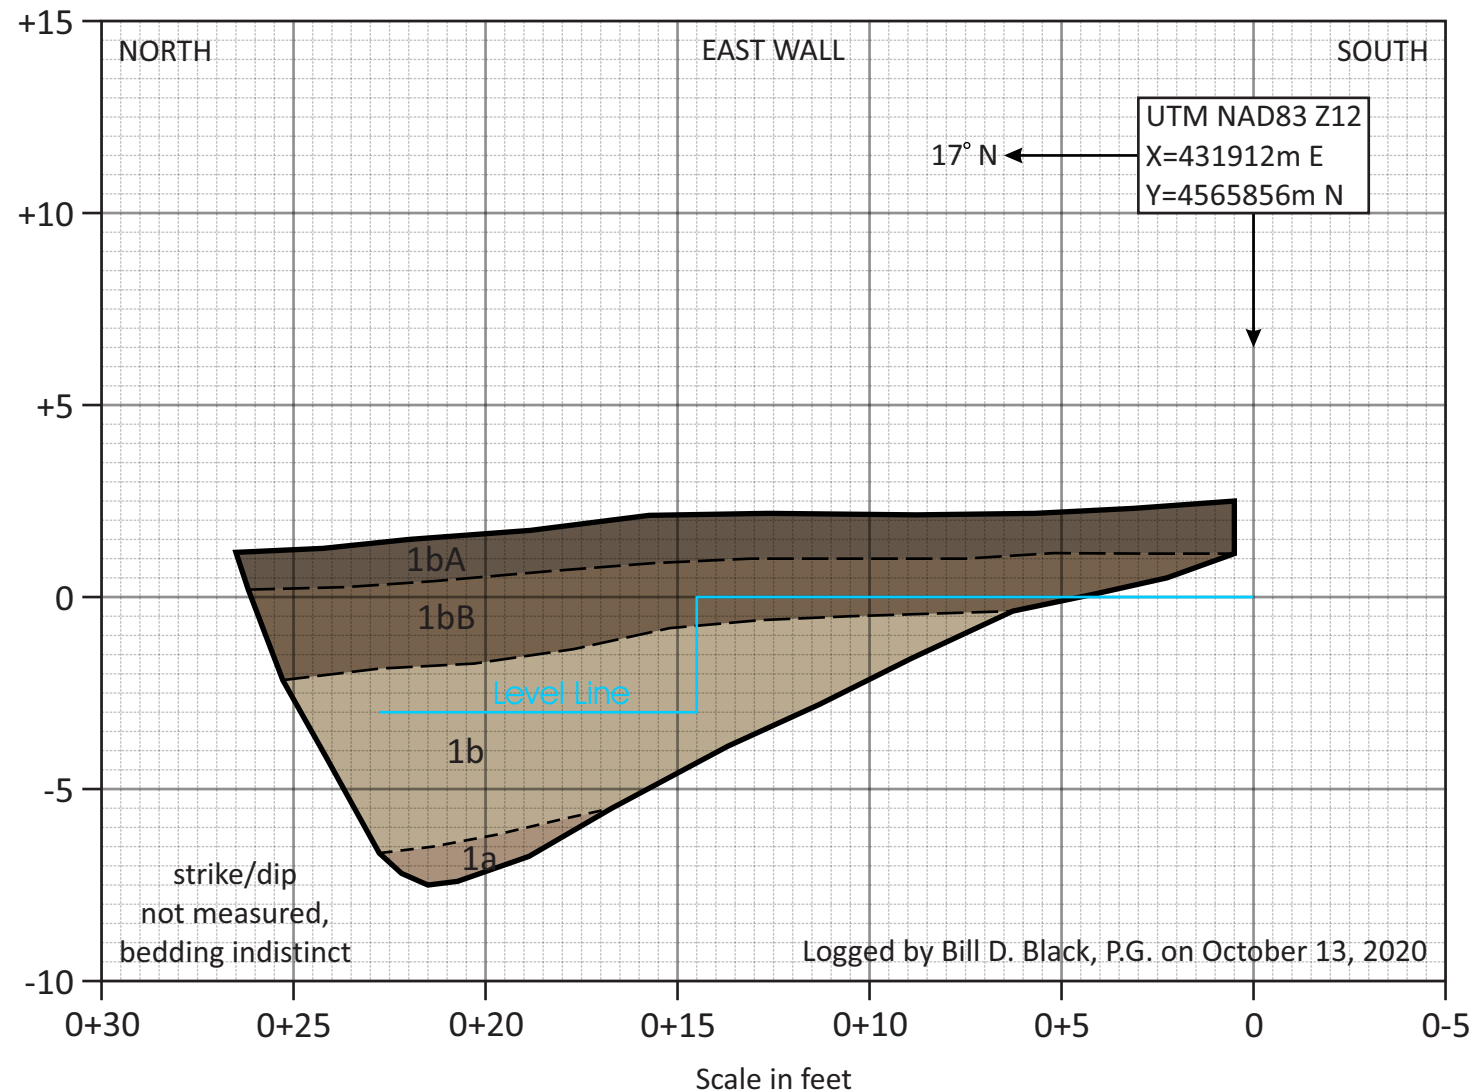 +15
NORTH
EAST WALL
SOUTH
UTM NAD83 Z12
17° N
X=431912m E
Y=4565856m N
+10
+5
1bA
0
1bB
Level Line
1b
-5
1a
strike/dip
not measured,
bedding indistinct
Logged by Bill D. Black, P.G. on October 13, 2020
-10
0+30
0+25
0+20
0+15
0+10
0+5
0
0-5
Scale in feet